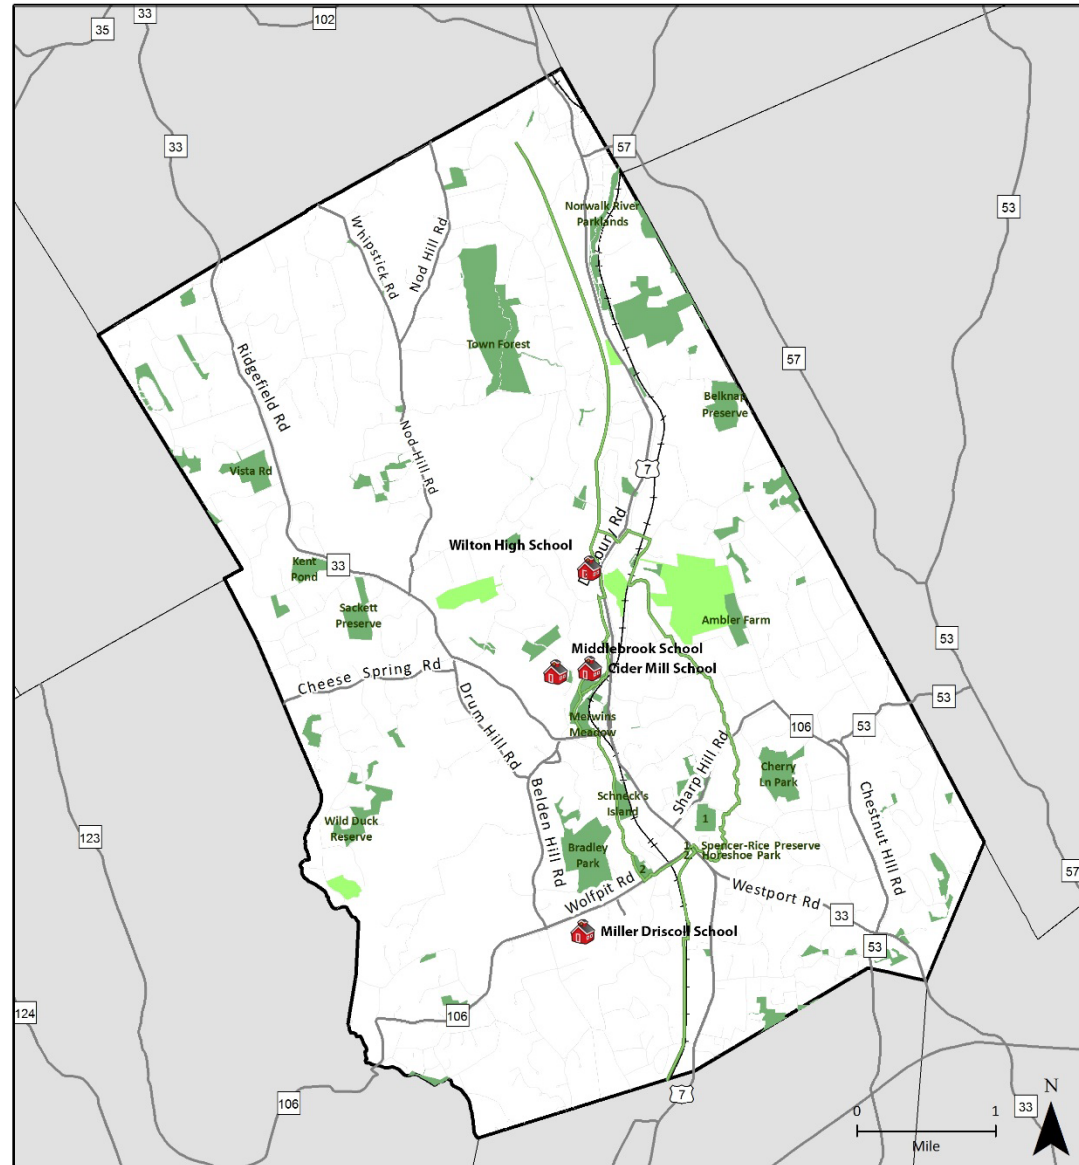 33
35
102
33
57
53
Norwalk River
Parklands
Whipstick Rd
Nod Hill Rd
Town Forest
57
Ridgefield Rd
Belknap
Preserve
Nod Hill Rd
Vista Rd
7
Wilton High School
bury Rd
Kent
Pond
33
Sackett
Preserve
Ambler Farm
53
Middlebrook School
Cider Mill School
Cheese Spring Rd
53
Drum Hill Rd
Merwins
Meadow
106
53
Sharp Hill Rd
Cherry
Ln Park
Belden Hill Rd
Schneck's
Island
Chestnut Hill Rd
Wild Duck
Reserve
1
123
Bradley
Park
1. Spencer-Rice Preserve
2. Horeshoe Park
2
57
Wolfpit Rd
Westport Rd
33
Miller Driscoll School
53
124
106
7
106
33
0 1
Mile
N